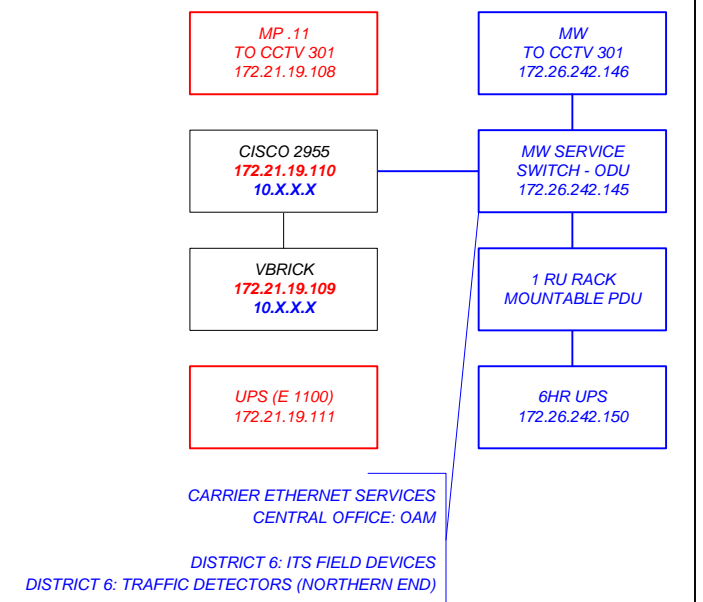 MP .11
TO CCTV 301
172.21.19.108
MW
TO CCTV 301
172.26.242.146
CISCO 2955
172.21.19.110
10.X.X.X
MW SERVICE
SWITCH - ODU
172.26.242.145
VBRICK
172.21.19.109
10.X.X.X
1 RU RACK
MOUNTABLE PDU
UPS (E 1100)
172.21.19.111
6HR UPS
172.26.242.150
CARRIER ETHERNET SERVICES
CENTRAL OFFICE: OAM
DISTRICT 6: ITS FIELD DEVICES
DISTRICT 6: TRAFFIC DETECTORS (NORTHERN END)